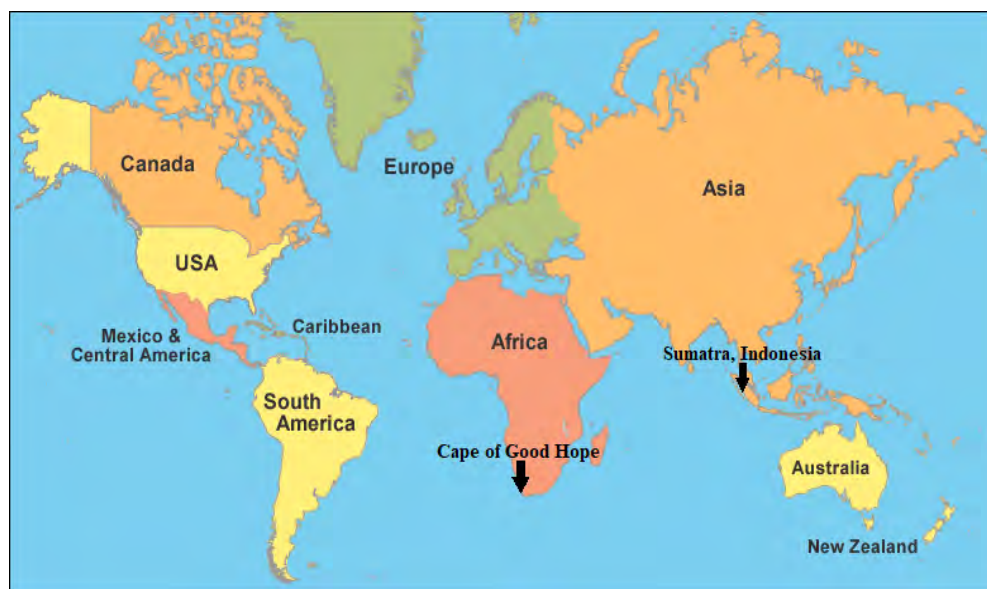 Canada
Europe
Asia
USA
Caribbean
Mexico &
Central America
Africa
Sumatra, Indonesia
South
America
Cape of Good Hope
Australia
New Zealand